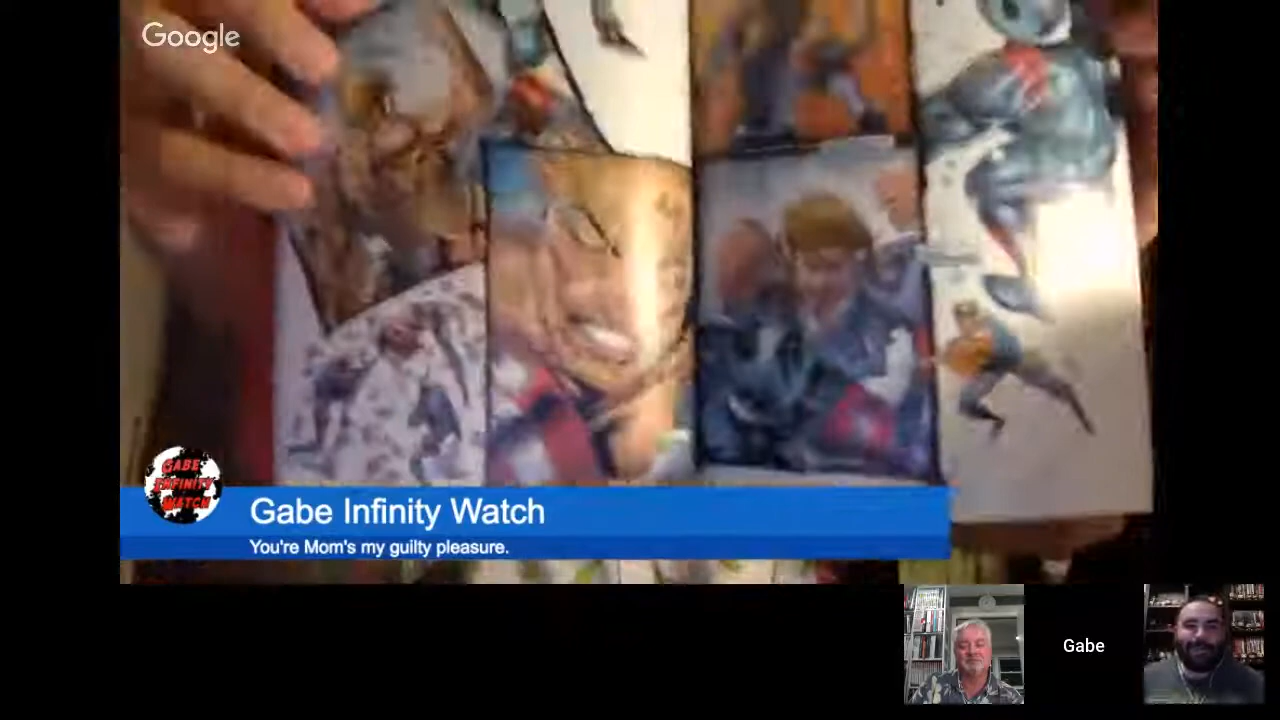 Google
GABE
INFINITY
WATCH
Gabe Infinity Watch
You're Mom's my guilty pleasure.
Gabe